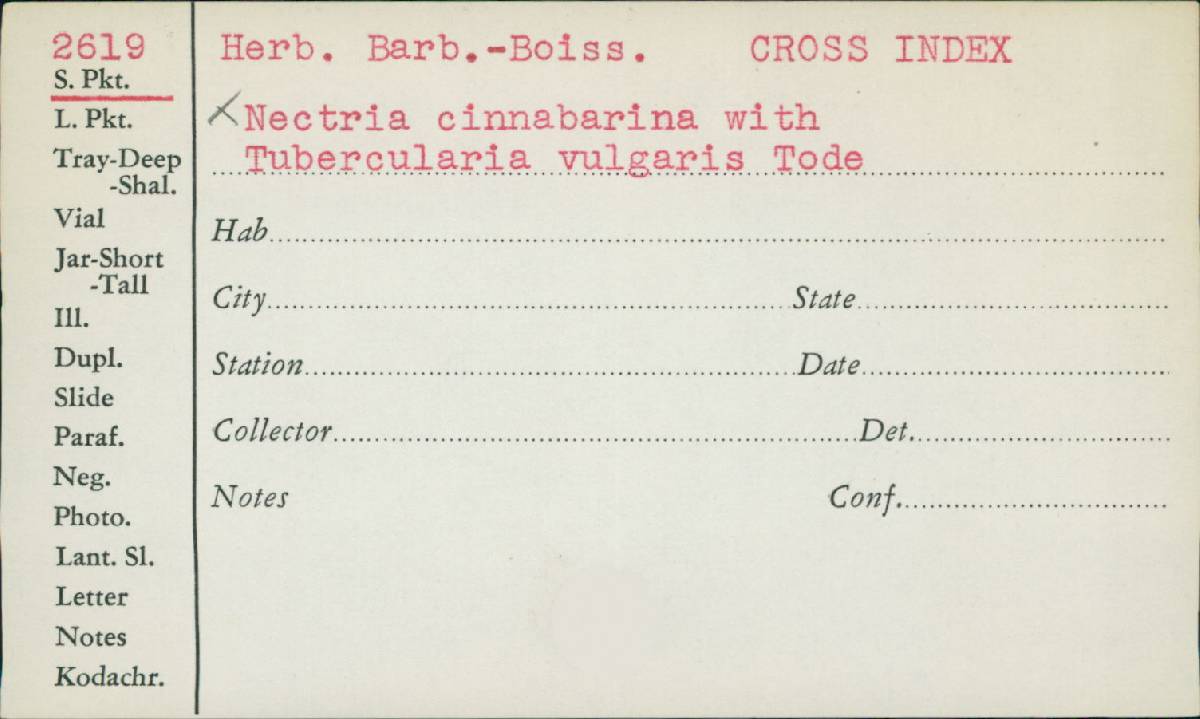 2619
S. Pkt.
L. Pkt.
Tray-Deep
-Shal.
Vial
Jar-Short
-Tall
Ill.
Dupl.
Slide
Paraf.
Neg.
Photo.
Lant. Sl.
Letter
Notes
Kodachr.
Herb. Barb.-Boiss. CROSS INDEX
Nectria cinnabarina with
Tubercularia vulgaris Tode
Hab
City State
Station Date
Collector Det.
Notes Conf.